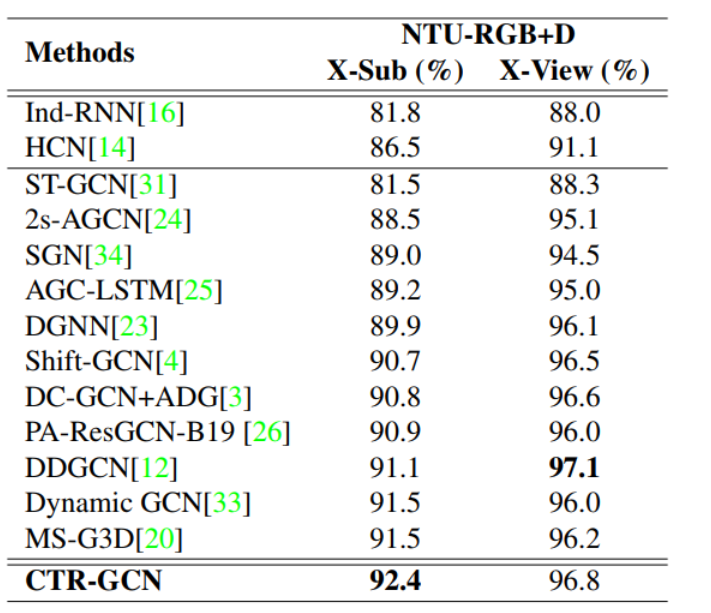 Methods NTU-RGB+D
X-Sub (%) X-View (%)
Ind-RNN[16] 81.8 88.0
HCN[14] 86.5 91.1
ST-GCN[31] 81.5 88.3
2s-AGCN[24] 88.5 95.1
SGN[34] 89.0 94.5
AGC-LSTM[25] 89.2 95.0
DGNN[23] 89.9 96.1
Shift-GCN[4] 90.7 96.5
DC-GCN+ADG[3] 90.8 96.6
PA-ResGCN-B19 [26] 90.9 96.0
DDGCN[12] 91.1 97.1
Dynamic GCN[33] 91.5 96.0
MS-G3D[20] 91.5 96.2
CTR-GCN 92.4 96.8